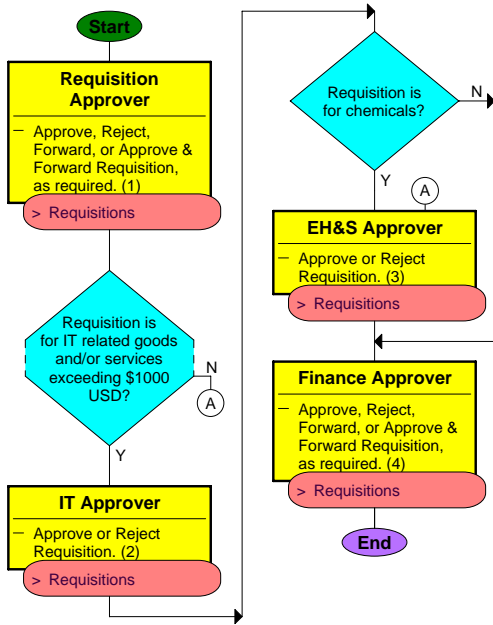 Start
Requisition
Approver
– Approve, Reject,
Forward, or Approve &
Forward Requisition,
as required. (1)
> Requisitions
Requisition is
for IT related goods
and/or services
exceeding $1000
USD?
N
A
Y
IT Approver
– Approve or Reject
Requisition. (2)
> Requisitions
Requisition is
for chemicals?
N
Y
A
EH&S Approver
– Approve or Reject
Requisition. (3)
> Requisitions
Finance Approver
– Approve, Reject,
Forward, or Approve &
Forward Requisition,
as required. (4)
> Requisitions
End